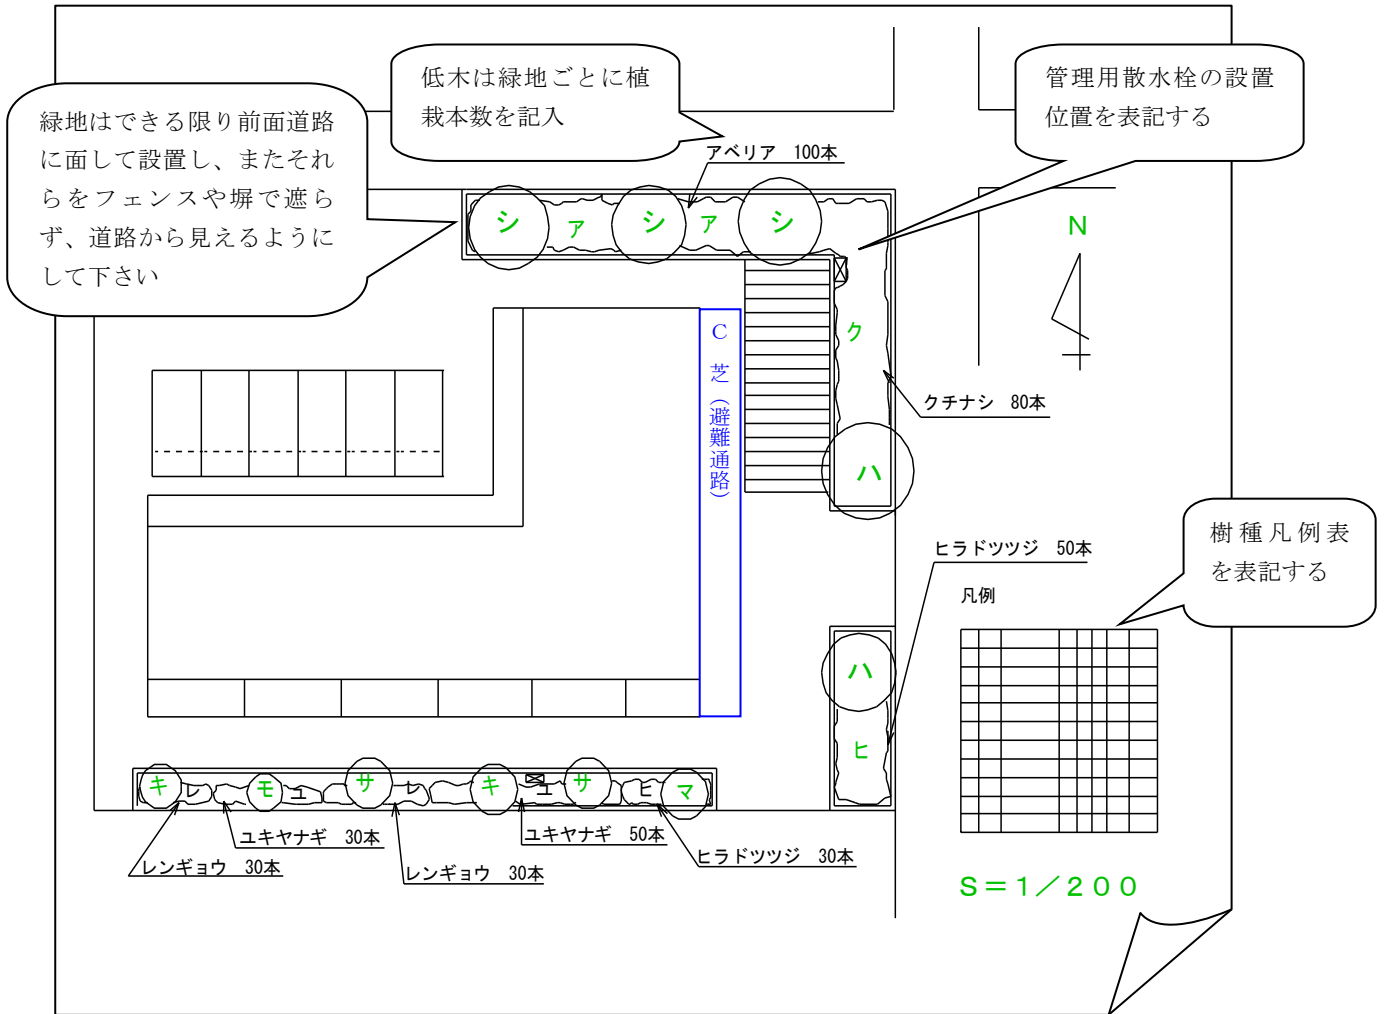 低木は緑地ごとに植
栽本数を記入
管理用散水栓の設置
位置を表記する
緑地はできる限り前面道路
に面して設置し、またそれ
らをフェンスや塀で遮ら
ず、道路から見えるように
して下さい
アベリア 100本
シ ア シ ア シ
N
ク
C 芝（避難通路）
クチナシ 80本
ハ
樹種凡例表
を表記する
ヒラドツツジ 50本
凡例
ハ
ヒ
キ レ モ ユ サ レ キ ユ サ ヒ マ
ユキヤナギ 30本
ユキヤナギ 50本
レンギョウ 30本
レンギョウ 30本
ヒラドツツジ 30本
S＝1／200